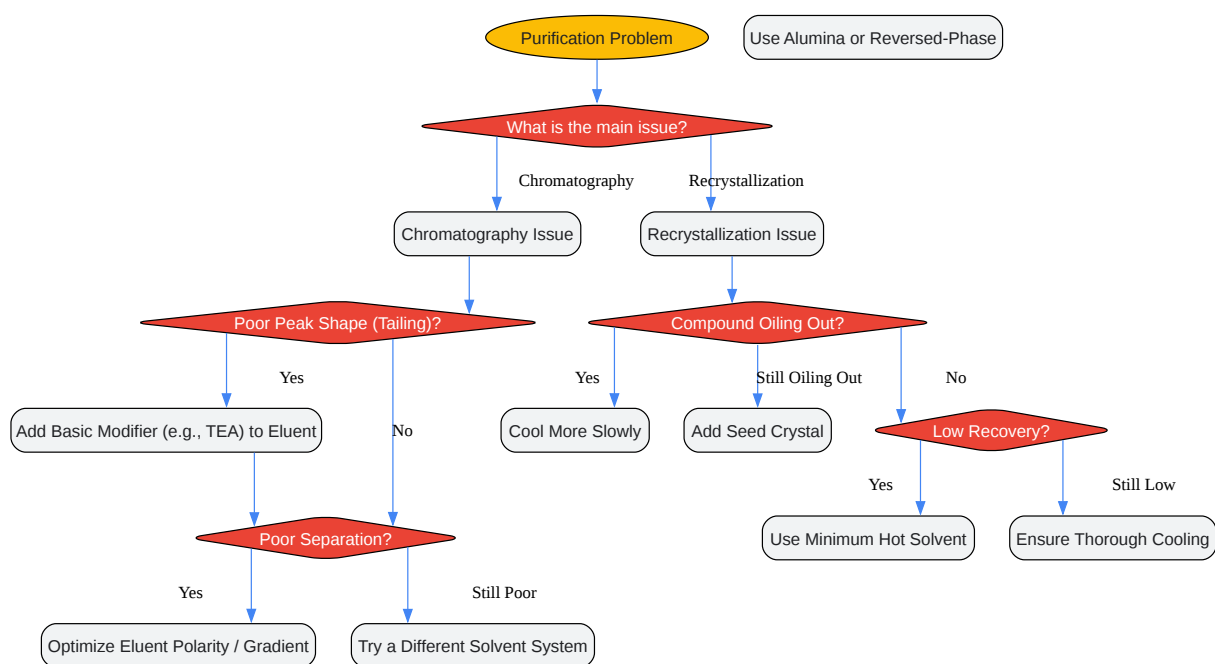 Purification Problem
Use Alumina or Reversed-Phase
What is the main issue?
Chromatography
Recrystallization
Chromatography Issue
Recrystallization Issue
Poor Peak Shape (Tailing)?
Compound Oiling Out?
Yes
Yes
Still Oiling Out
No
Add Basic Modifier (e.g., TEA) to Eluent
No
Cool More Slowly
Add Seed Crystal
Low Recovery?
Yes
Still Low
Poor Separation?
Use Minimum Hot Solvent
Ensure Thorough Cooling
Yes
Still Poor
Optimize Eluent Polarity / Gradient
Try a Different Solvent System